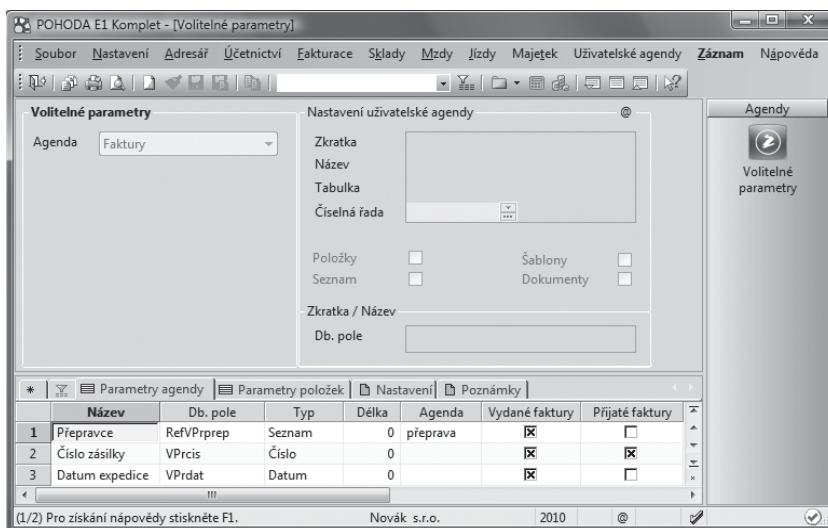 POHODA E1 Komplet - [Volitelné parametry]
Soubor Nastavení Adresář Účetnictví Fakturace Sklady Mzdy Jízdy Majetek Uživatelské agendy Záznam Nápověda
Volitelné parametry
Agenda Faktury
Nastavení uživatelské agendy @
Zkratka
Název
Tabulka
Číselná řada
Položky Šablony
Seznam Dokumenty
Zkratka / Název
Db. pole
Agendy
Volitelné
parametry
* Parametry agendy Parametry položek Nastavení Poznámky
Název Db. pole Typ Délka Agenda Vydané faktury Přijaté faktury
1 Přepravce RefVPrprep Seznam 0 přeprava
2 Číslo zásilky VPrcis Číslo 0
3 Datum expedice VPrdat Datum 0
(1/2) Pro získání nápovědy stiskněte F1. Novák s.r.o. 2010 @